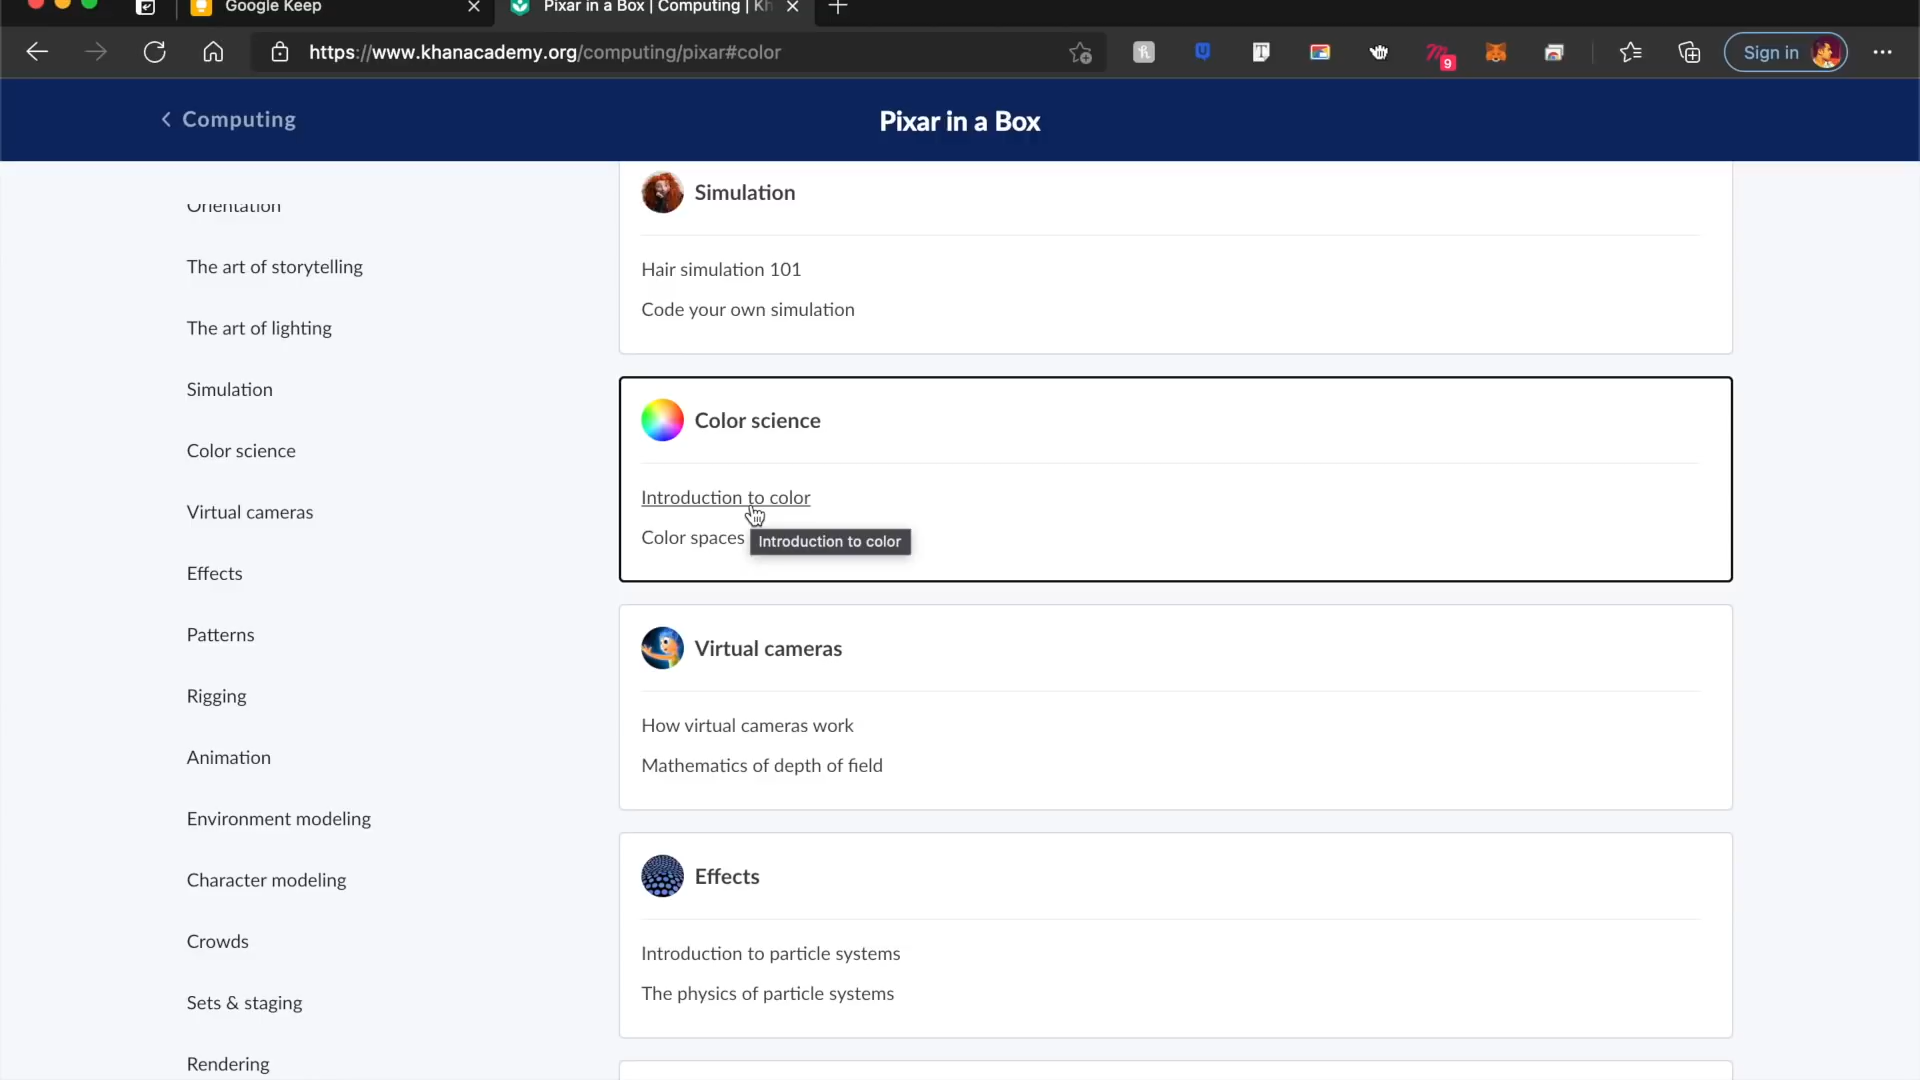 Google Keep
Pixar in a Box | Computing | Kh
https://www.khanacademy.org/computing/pixar#color
9
Sign in
Computing
Pixar in a Box
Orientation
The art of storytelling
The art of lighting
Simulation
Color science
Virtual cameras
Effects
Patterns
Rigging
Animation
Environment modeling
Character modeling
Crowds
Sets & staging
Rendering
Simulation
Hair simulation 101
Code your own simulation
Color science
Introduction to color
Color spaces
Introduction to color
Virtual cameras
How virtual cameras work
Mathematics of depth of field
Effects
Introduction to particle systems
The physics of particle systems